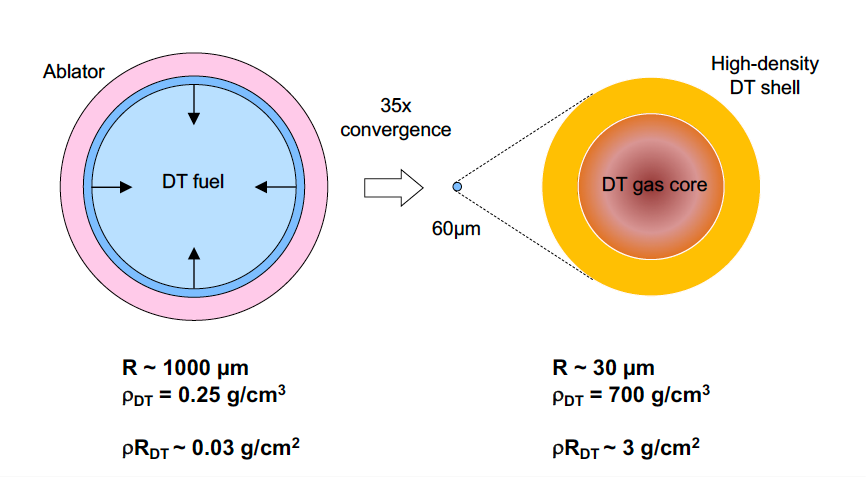 Ablator
DT fuel
35x
convergence
60µm
High-density
DT shell
DT gas core
R ~ 1000 µm
ρDT = 0.25 g/cm³
ρRDT ~ 0.03 g/cm²
R ~ 30 µm
ρDT = 700 g/cm³
ρRDT ~ 3 g/cm²